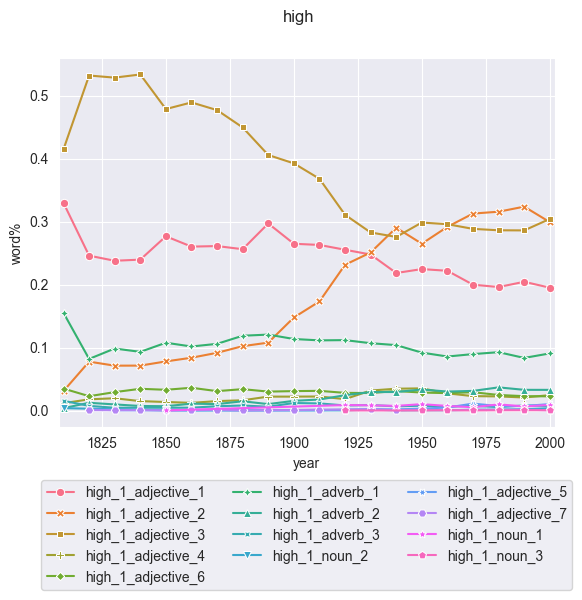 high
0.5
0.4
0.3
0.2
0.1
0.0
word%
1825 1850 1875 1900 1925 1950 1975 2000
year
high_1_adjective_1 high_1_adverb_1 high_1_adjective_5
high_1_adjective_2 high_1_adverb_2 high_1_adjective_7
high_1_adjective_3 high_1_adverb_3 high_1_noun_1
high_1_adjective_4 high_1_noun_2 high_1_noun_3
high_1_adjective_6